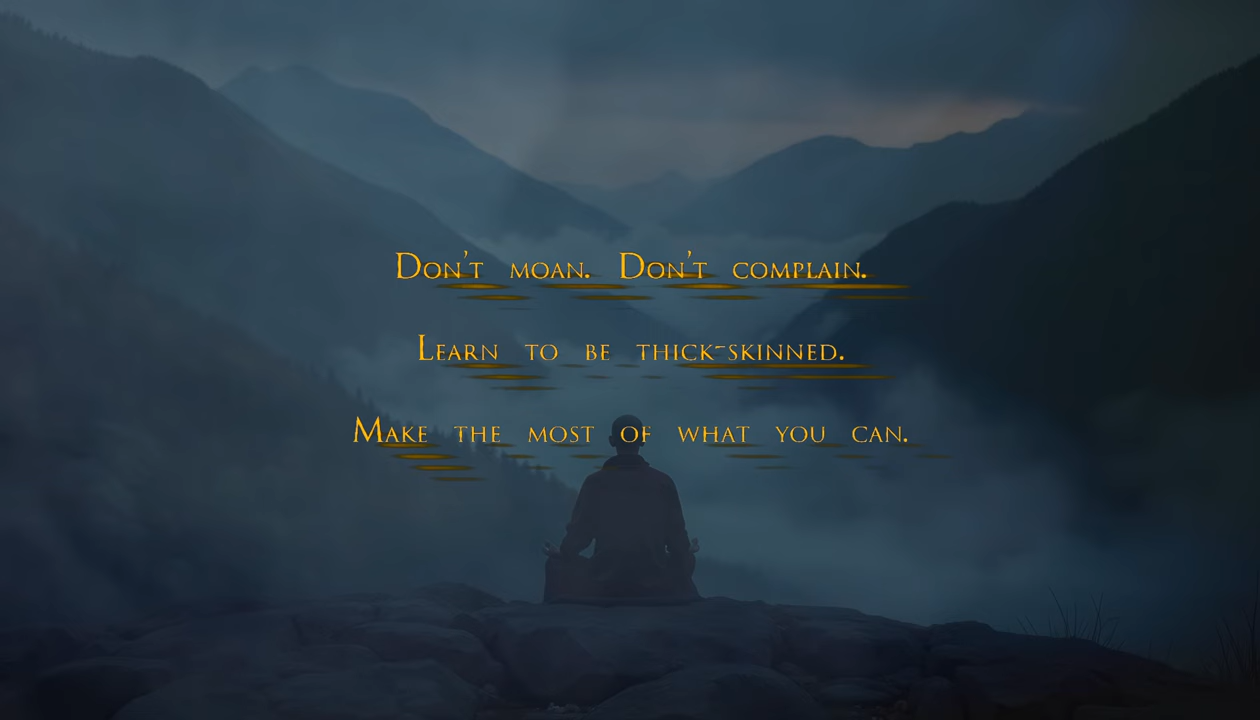 Don't moan. Don't complain.
Learn to be thick-skinned.
Make the most of what you can.